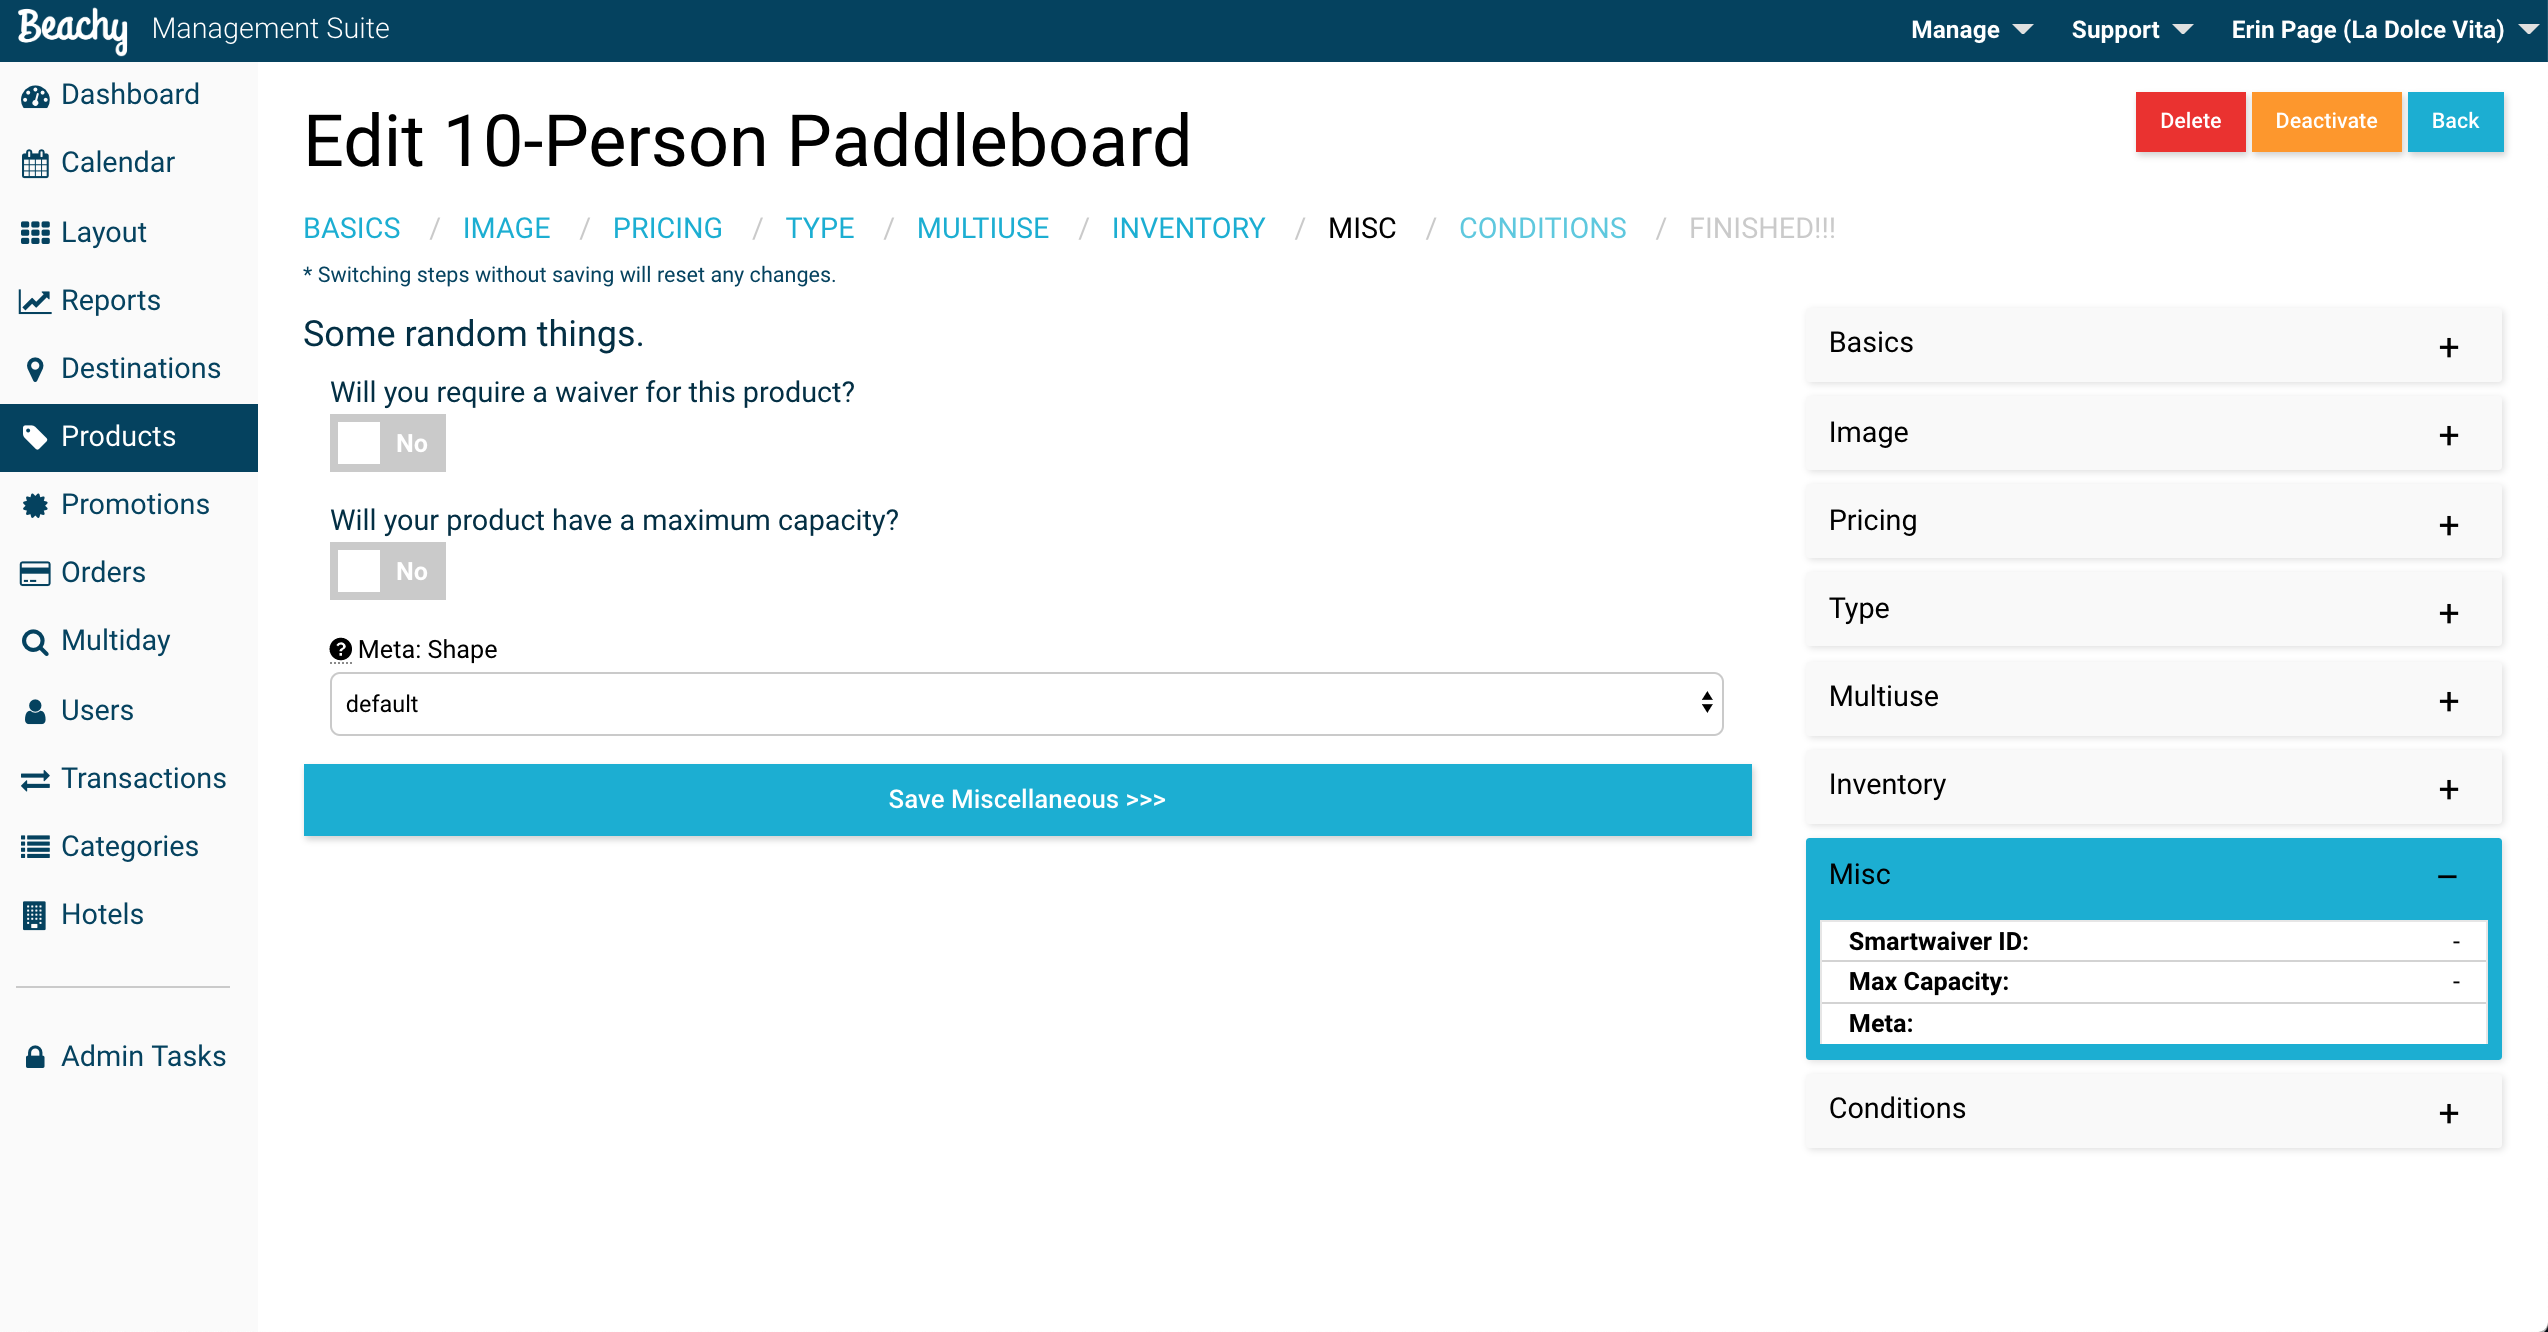 Beachy Management Suite Manage Support Erin Page (La Dolce Vita)
Dashboard
Calendar
Layout
Reports
Destinations
Products
Promotions
Orders
Multiday
Users
Transactions
Categories
Hotels
Admin Tasks
Edit 10-Person Paddleboard
Delete Deactivate Back
BASICS / IMAGE / PRICING / TYPE / MULTIUSE / INVENTORY / MISC / CONDITIONS / FINISHED!!!
* Switching steps without saving will reset any changes.
Some random things.
Will you require a waiver for this product?
No
Will your product have a maximum capacity?
No
? Meta: Shape
default
Save Miscellaneous >>>
Basics +
Image +
Pricing +
Type +
Multiuse +
Inventory +
Misc –
Smartwaiver ID: -
Max Capacity: -
Meta:
Conditions +